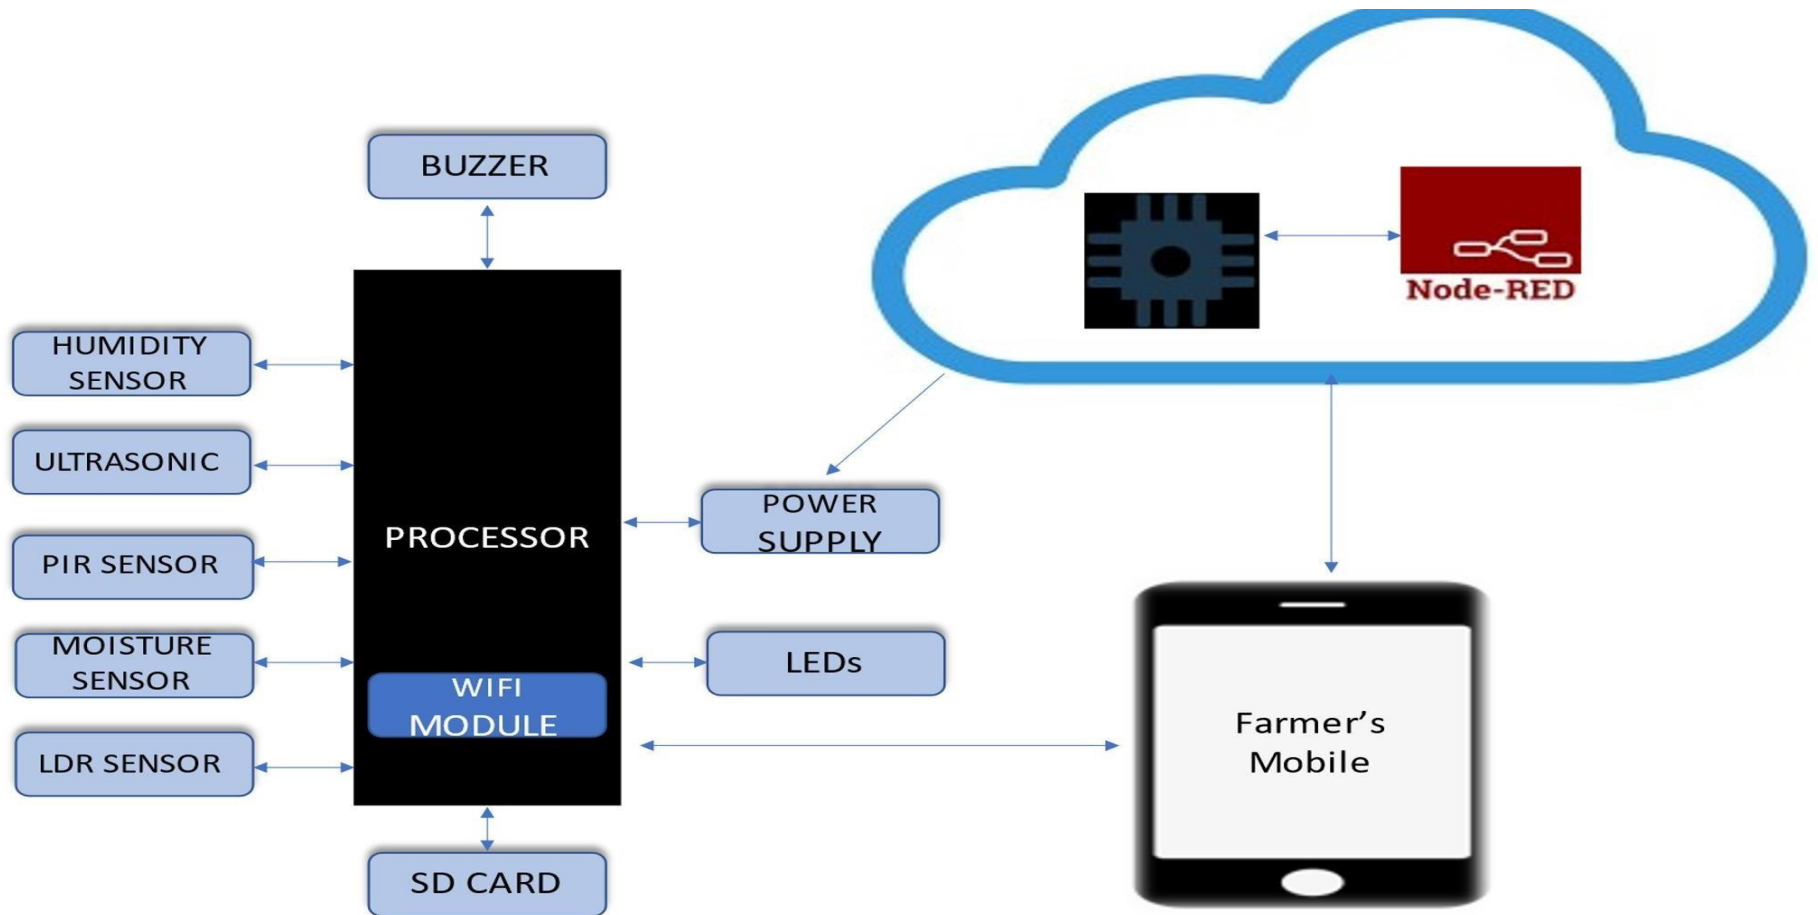 BUZZER
Node-RED
HUMIDITY
SENSOR
ULTRASONIC
PIR SENSOR
MOISTURE
SENSOR
LDR SENSOR
PROCESSOR
WIFI
MODULE
SD CARD
POWER
SUPPLY
LEDs
Farmer’s
Mobile